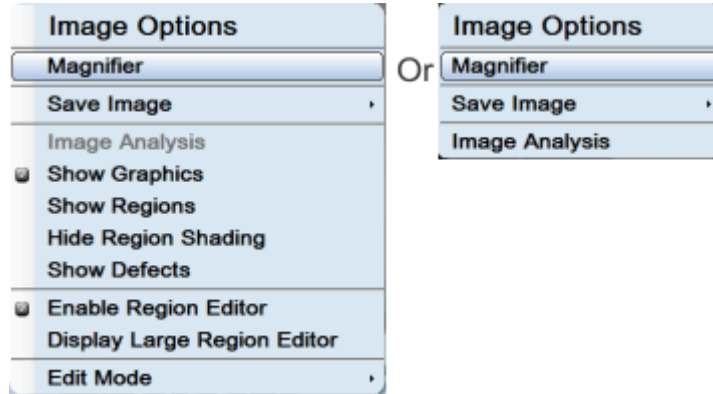 Image Options
Magnifier
Save Image
Image Analysis
Show Graphics
Show Regions
Hide Region Shading
Show Defects
Enable Region Editor
Display Large Region Editor
Edit Mode
Or
Image Options
Magnifier
Save Image
Image Analysis